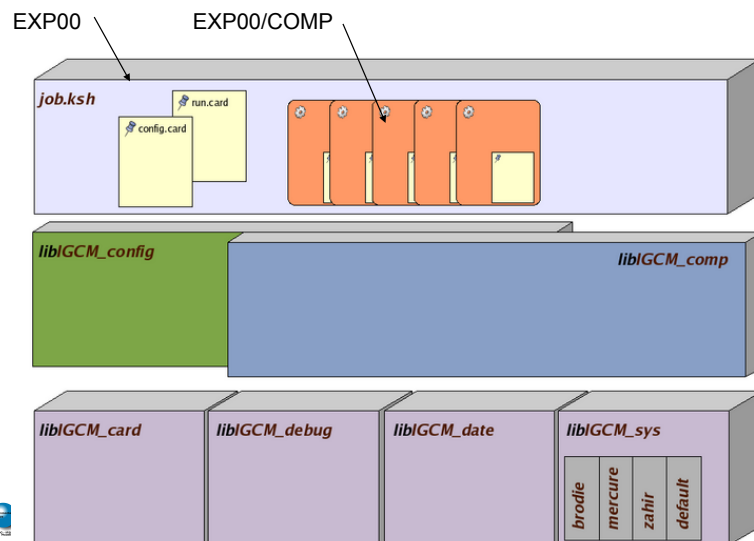 EXP00
EXP00/COMP
job.ksh
run.card
config.card
libIGCM_config
libIGCM_comp
libIGCM_card
libIGCM_debug
libIGCM_date
libIGCM_sys
brodie
mercure
zahir
default